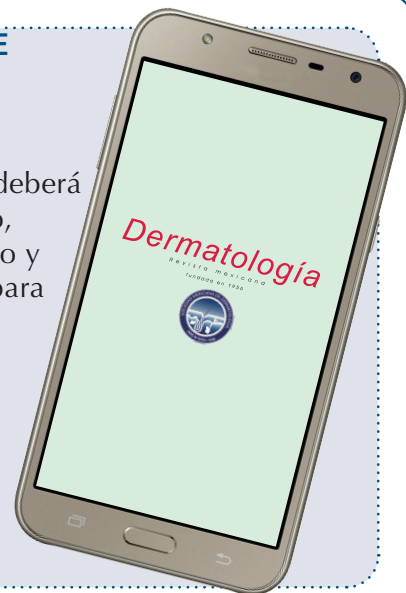 E
deberá
o,
o y
para
Dermatología
Revista mexicana
fundada en 1956